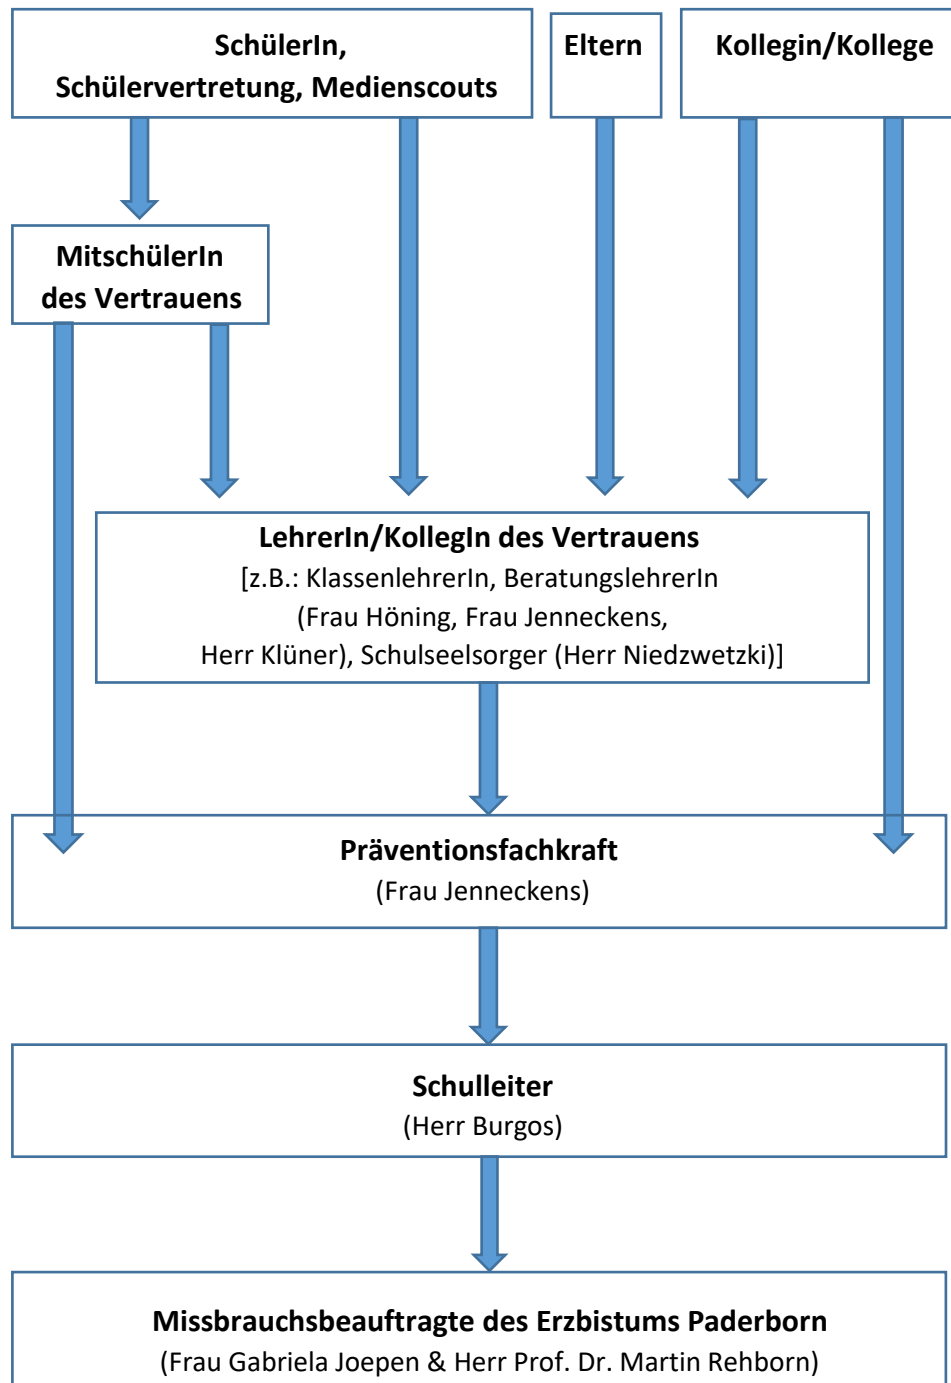 SchülerIn,
Schülervertretung, Medienscouts
Eltern
Kollegin/Kollege
MitschülerIn
des Vertrauens
LehrerIn/KollegIn des Vertrauens
[z.B.: KlassenlehrerIn, BeratungslehrerIn
(Frau Höning, Frau Jenneckens,
Herr Klüner), Schulseelsorger (Herr Niedzwetzki)]
Präventionsfachkraft
(Frau Jenneckens)
Schulleiter
(Herr Burgos)
Missbrauchsbeauftragte des Erzbistums Paderborn
(Frau Gabriela Joepen & Herr Prof. Dr. Martin Rehborn)